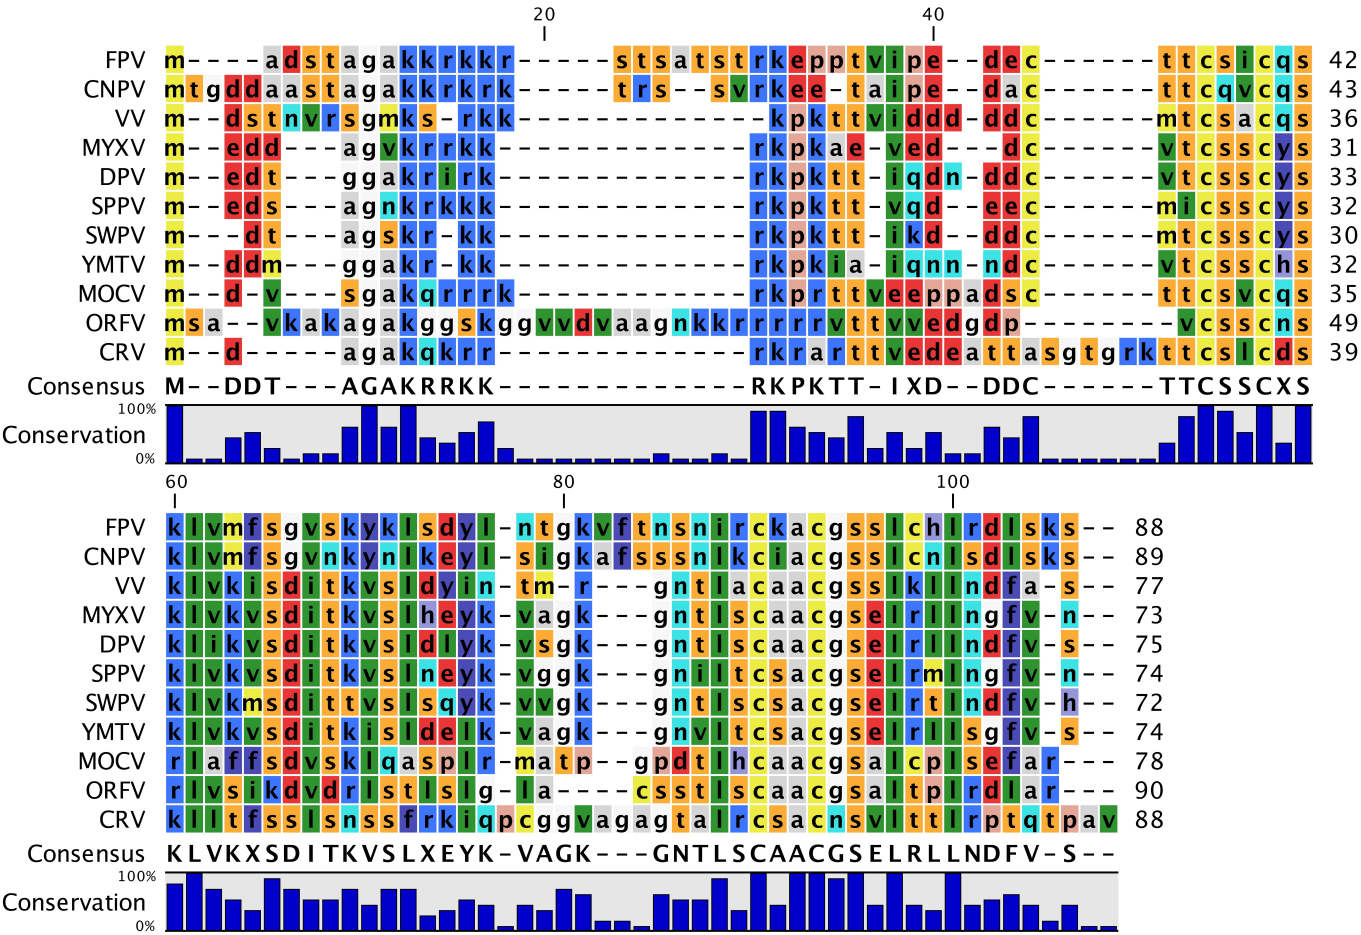 20 40
FPV m----adstagakkrkkr-----stsatstrkepptvipe--dec------ttcsicqs 42
CNPV mtgddaastagakkrkrk-----trs--svrkee-taipe--dac------ttcqvcqs 43
VV m--dstnvrsgmks-rkk-------------kpkttviddd-ddc------mtcsacqs 36
MYXV m--edd---agvkrrkk-------------rkpkae-ved---dc------vtcsscys 31
DPV m--edt---ggakrirk-------------rkpktt-iqdn-ddc------vtcsscys 33
SPPV m--eds---agnkrkkk-------------rkpktt-vqd--eec------micsscys 32
SWPV m---dt---agskr-kk-------------rkpktt-ikd--ddc------mtcsscys 30
YMTV m--ddm---ggakr-kk-------------rkpkia-iqnn-ndc------vtcsschs 32
MOCV m--d-v---sgakqrrrk------------rkprttveeppadsc------ttcsvcqs 35
ORFV msa--vkakagakggskggvvdvaagnkkrrrrrvttvvedgdp--------vcsscns 49
CRV m--d-----agakqkrr-------------rkrarttvedeattasgtgrkttcslcds 39
Consensus M--DDT---AGAKRRKK-------------RKPKTT-IXD--DDC------TTCSSCXS
100%
Conservation
0%
60 80 100
FPV klvmfsgvskyklsdyl-ntgkvftnsnirckacgsslchlrdlsks-- 88
CNPV klvmfsgvnkynlkeyl-sigkafsssnlkciacgsslcnlsdlsks-- 89
VV klvkisditkvsldyin-tm-r---gntlacaacgsslkllndfa-s-- 77
MYXV klvkvsditkvslheyk-vagk---gntlscaacgselrllngfv-n-- 73
DPV klikvsditkvsldlyk-vsgk---gntlscaacgselrllndfv-s-- 75
SPPV klvkvsditkvslneyk-vggk---gniltcsacgselrmlngfv-n-- 74
SWPV klvkmsdittvslsqyk-vvgk---gntlscsacgselrtlndfv-h-- 72
YMTV klvkvsditkisldelk-vagk---gnvltcsacgselrllsgfv-s-- 74
MOCV rlaffsdvsklqasplr-matp--gpdtlhcaacgsalcplsefar--- 78
ORFV rlvsikdvdrlstlslg-la----csstlscaacgsaltplrdlar--- 90
CRV klltfsslsnssfrkiqpcggvagagtalrcsacnsvlttlrptqtpav 88
Consensus KLVKXSDITKVSLXEYK-VAGK---GNTLSCAACGSELRLLNDFV-S--
100%
Conservation
0%